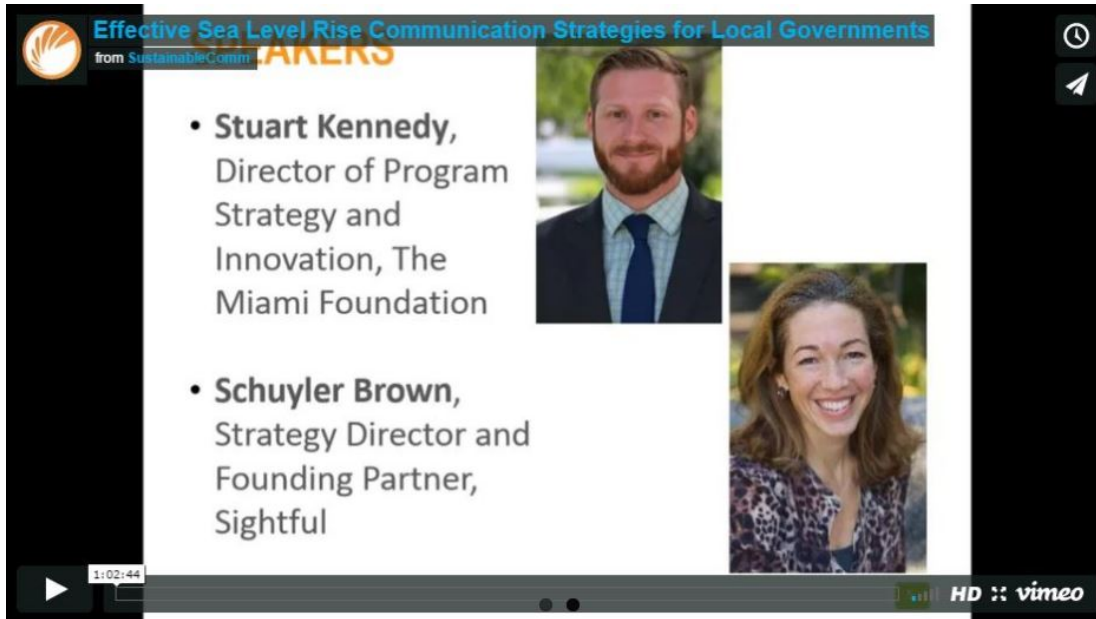 Effective Sea Level Rise Communication Strategies for Local Governments
from SustainableComm
SPEAKERS
• Stuart Kennedy,
Director of Program
Strategy and
Innovation, The
Miami Foundation
• Schuyler Brown,
Strategy Director and
Founding Partner,
Sightful
1:02:44
HD vimeo